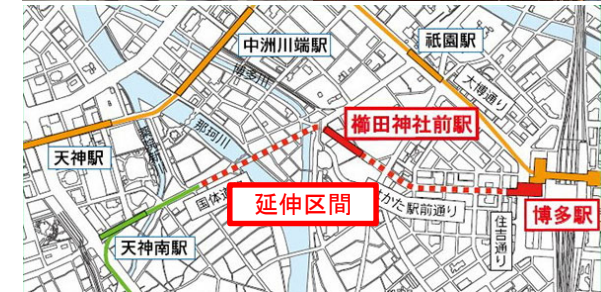 中洲川端駅
祇園駅
博多川
大博通り
那珂川
櫛田神社前駅
天神駅
国体道
延伸区間
かた駅前通り
博多駅
住吉通り
天神南駅